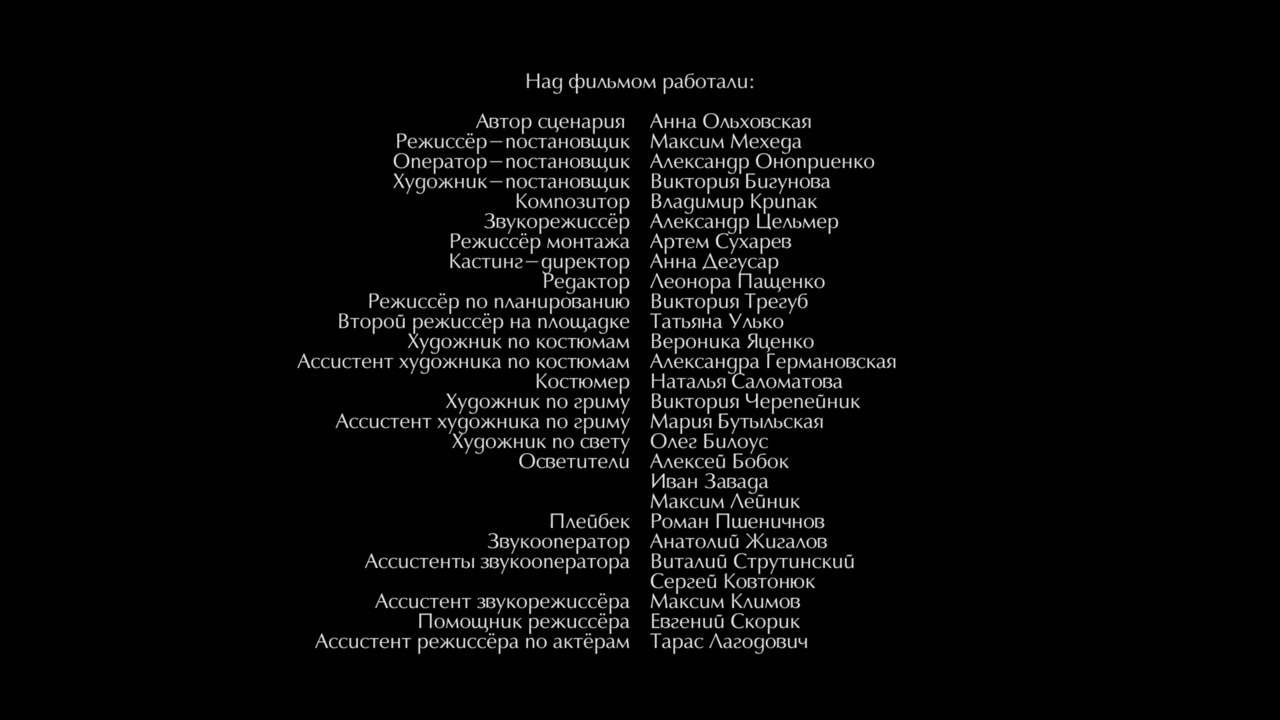 Над фильмом работали:
Автор сценария Анна Ольховская
Режиссёр–постановщик Максим Мехеда
Оператор–постановщик Александр Оноприенко
Художник–постановщик Виктория Бигунова
Композитор Владимир Крипак
Звукорежиссёр Александр Цельмер
Режиссёр монтажа Артем Сухарев
Кастинг–директор Анна Дегусар
Редактор Леонора Пащенко
Режиссёр по планированию Виктория Трегуб
Второй режиссёр на площадке Татьяна Улько
Художник по костюмам Вероника Яценко
Ассистент художника по костюмам Александра Германовская
Костюмер Наталья Саломатова
Художник по гриму Виктория Черепейник
Ассистент художника по гриму Мария Бутыльская
Художник по свету Олег Билоус
Осветители Алексей Бобок
Иван Завада
Максим Лейник
Плейбек Роман Пшеничнов
Звукооператор Анатолий Жигалов
Ассистенты звукооператора Виталий Струтинский
Сергей Ковтонюк
Ассистент звукорежиссёра Максим Климов
Помощник режиссёра Евгений Скорик
Ассистент режиссёра по актёрам Тарас Лагодович